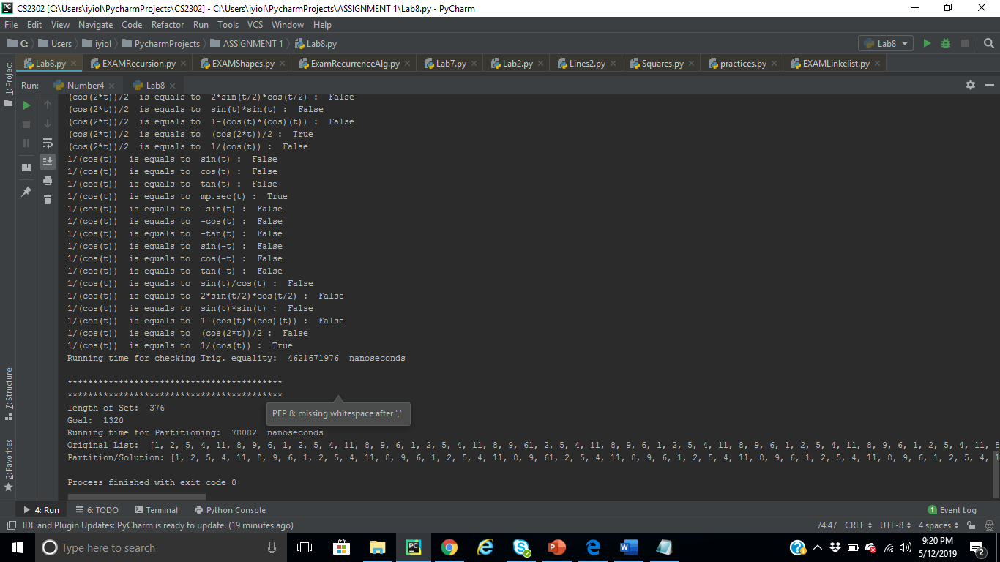 CS2302 [C:\Users\iyiol\PycharmProjects\CS2302] - C:\Users\iyiol\PycharmProjects\ASSIGNMENT 1\Lab8.py - PyCharm
File Edit View Navigate Code Refactor Run Tools VCS Window Help
C: Users iyiol PycharmProjects ASSIGNMENT 1 Lab8.py Lab8
Lab8.py EXAMRecursion.py EXAMShapes.py ExamRecurrenceAlg.py Lab7.py Lab2.py Lines2.py Squares.py practices.py EXAMLinkelist.py
1: Project
Run: Number4 Lab8
(cos(2*t))/2 is equals to 2*sin(t/2)*cos(t/2) : False
(cos(2*t))/2 is equals to sin(t)*sin(t) : False
(cos(2*t))/2 is equals to 1-(cos(t)*(cos)(t)) : False
(cos(2*t))/2 is equals to (cos(2*t))/2 : True
(cos(2*t))/2 is equals to 1/(cos(t)) : False
1/(cos(t)) is equals to sin(t) : False
1/(cos(t)) is equals to cos(t) : False
1/(cos(t)) is equals to tan(t) : False
1/(cos(t)) is equals to mp.sec(t) : True
1/(cos(t)) is equals to -sin(t) : False
1/(cos(t)) is equals to -cos(t) : False
1/(cos(t)) is equals to -tan(t) : False
1/(cos(t)) is equals to sin(-t) : False
1/(cos(t)) is equals to cos(-t) : False
1/(cos(t)) is equals to tan(-t) : False
1/(cos(t)) is equals to sin(t)/cos(t) : False
1/(cos(t)) is equals to 2*sin(t/2)*cos(t/2) : False
1/(cos(t)) is equals to sin(t)*sin(t) : False
1/(cos(t)) is equals to 1-(cos(t)*(cos)(t)) : False
1/(cos(t)) is equals to (cos(2*t))/2 : False
1/(cos(t)) is equals to 1/(cos(t)) : True
Running time for checking Trig. equality: 4621671976 nanoseconds
******************************************
******************************************
length of Set: 376
PEP 8: missing whitespace after ','
Goal: 1320
Running time for Partitioning: 78082 nanoseconds
Original List: [1, 2, 5, 4, 11, 8, 9, 6, 1, 2, 5, 4, 11, 8, 9, 6, 1, 2, 5, 4, 11, 8, 9, 61, 2, 5, 4, 11, 8, 9, 6, 1, 2, 5, 4, 11, 8, 9, 6, 1, 2, 5, 4, 11, 8, 9, 6, 1, 2, 5, 4, 11, 8
Partition/Solution: [1, 2, 5, 4, 11, 8, 9, 6, 1, 2, 5, 4, 11, 8, 9, 6, 1, 2, 5, 4, 11, 8, 9, 61, 2, 5, 4, 11, 8, 9, 6, 1, 2, 5, 4, 11, 8, 9, 6, 1, 2, 5, 4, 11, 8, 9, 6, 1, 2, 5, 4, 1
Process finished with exit code 0
7: Structure
2: Favorites
4: Run 6: TODO Terminal Python Console 1 Event Log
IDE and Plugin Updates: PyCharm is ready to update. (19 minutes ago) 74:47 CRLF UTF-8 4 spaces
Type here to search
9:20 PM
5/12/2019
2